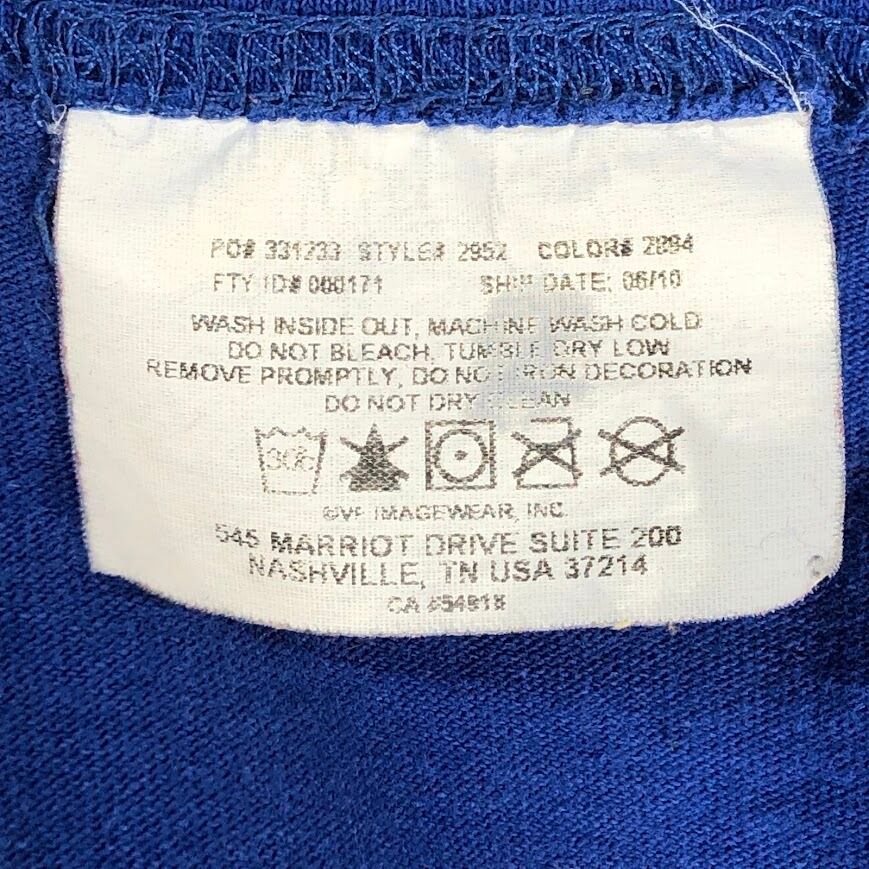 PO# 331233 STYLE# 2952 COLOR# 2894
FTY ID# 000171 SHIP DATE: 06/10
WASH INSIDE OUT, MACHINE WASH COLD
DO NOT BLEACH, TUMBLE DRY LOW
REMOVE PROMPTLY, DO NOT IRON DECORATION
DO NOT DRY CLEAN
30c
©VF IMAGEWEAR, INC.
545 MARRIOT DRIVE SUITE 200
NASHVILLE, TN USA 37214
CA #54918